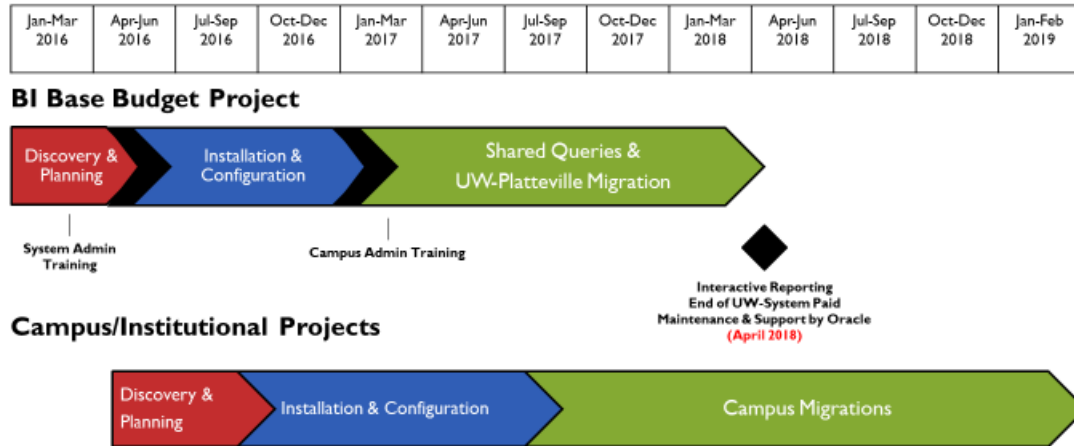 Jan-Mar 2016
Apr-Jun 2016
Jul-Sep 2016
Oct-Dec 2016
Jan-Mar 2017
Apr-Jun 2017
Jul-Sep 2017
Oct-Dec 2017
Jan-Mar 2018
Apr-Jun 2018
Jul-Sep 2018
Oct-Dec 2018
Jan-Feb 2019
BI Base Budget Project
Discovery &
Planning
Installation &
Configuration
Shared Queries &
UW-Platteville Migration
System Admin
Training
Campus Admin Training
Interactive Reporting
End of UW-System Paid
Maintenance & Support by Oracle
(April 2018)
Campus/Institutional Projects
Discovery &
Planning
Installation & Configuration
Campus Migrations